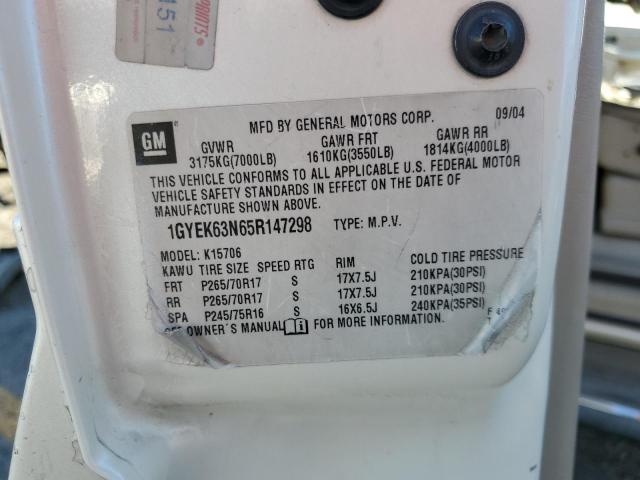 PRINTS®
151
GM
MFD BY GENERAL MOTORS CORP. 09/04
GVWR GAWR FRT GAWR RR
3175KG(7000LB) 1610KG(3550LB) 1814KG(4000LB)
THIS VEHICLE CONFORMS TO ALL APPLICABLE U.S. FEDERAL MOTOR
VEHICLE SAFETY STANDARDS IN EFFECT ON THE DATE OF
MANUFACTURE SHOWN ABOVE.
1GYEK63N65R147298 TYPE: M.P.V.
MODEL: K15706
KAWU TIRE SIZE SPEED RTG RIM COLD TIRE PRESSURE
FRT P265/70R17 S 17X7.5J 210KPA(30PSI)
RR P265/70R17 S 17X7.5J 210KPA(30PSI)
SPA P245/75R16 S 16X6.5J 240KPA(35PSI)
SEE OWNER'S MANUAL FOR MORE INFORMATION.